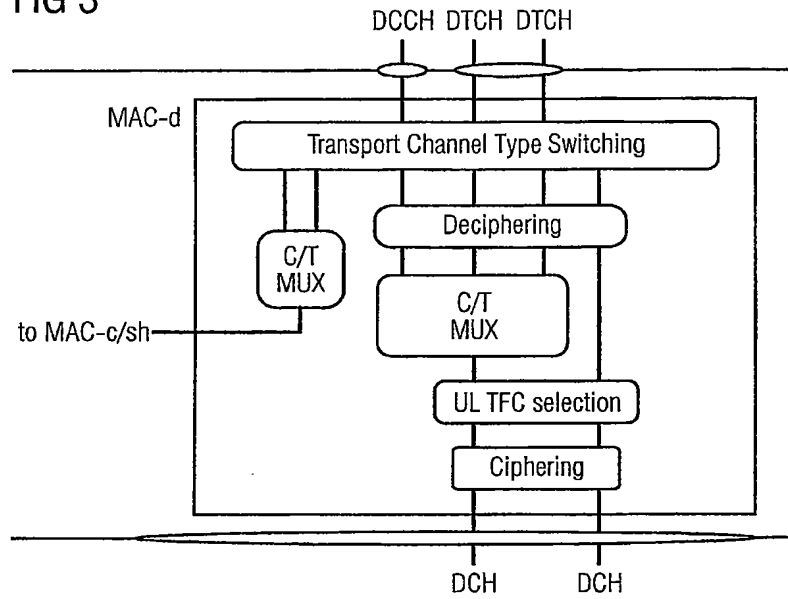 FIG 3
DCCH DTCH DTCH
MAC-d
Transport Channel Type Switching
Deciphering
C/T
MUX
C/T
MUX
to MAC-c/sh
UL TFC selection
Ciphering
DCH DCH